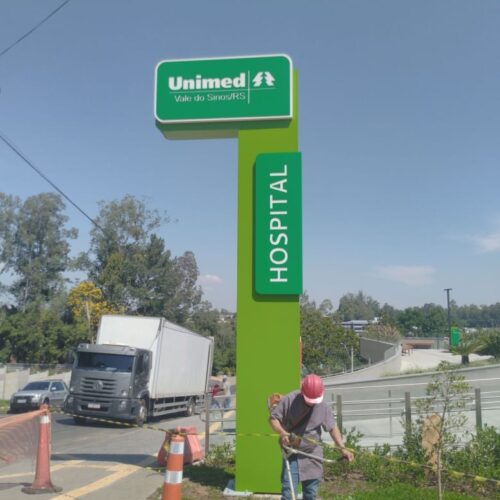 Unimed
Vale do Sinos/RS
HOSPITAL